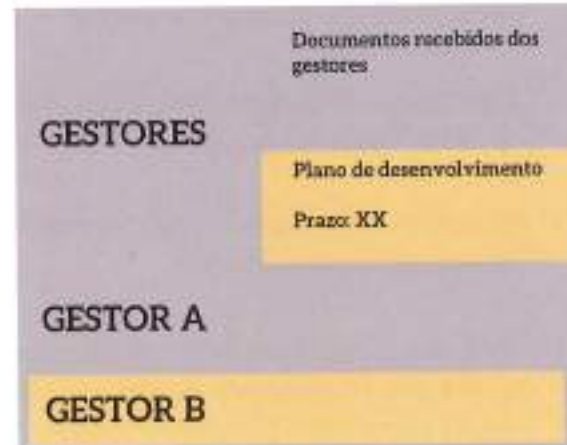 Documentos recebidos dos
gestores
GESTORES
Plano de desenvolvimento
Prazo: XX
GESTOR A
GESTOR B